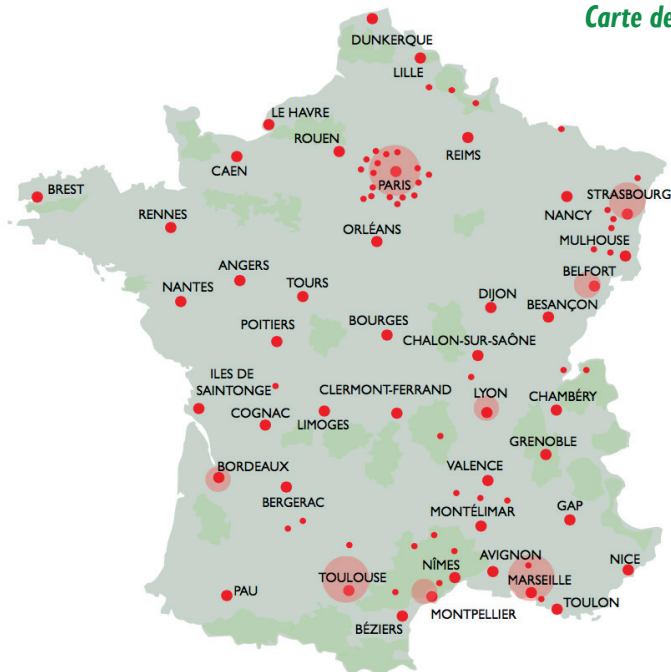 Carte de
DUNKERQUE
LILLE
LE HAVRE
ROUEN
REIMS
CAEN
PARIS
BREST
STRASBOURG
NANCY
RENNES
ORLÉANS
MULHOUSE
ANGERS
BELFORT
NANTES
TOURS
DIJON
BESANÇON
POITIERS
BOURGES
CHALON-SUR-SAÔNE
ILES DE
SAINTONGE
CLERMONT-FERRAND
LYON
CHAMBÉRY
COGNAC
LIMOGES
GRENOBLE
BORDEAUX
VALENCE
BERGERAC
MONTÉLIMAR
GAP
AVIGNON
NICE
TOULOUSE
NÎMES
MARSEILLE
PAU
MONTPELLIER
TOULON
BÉZIERS